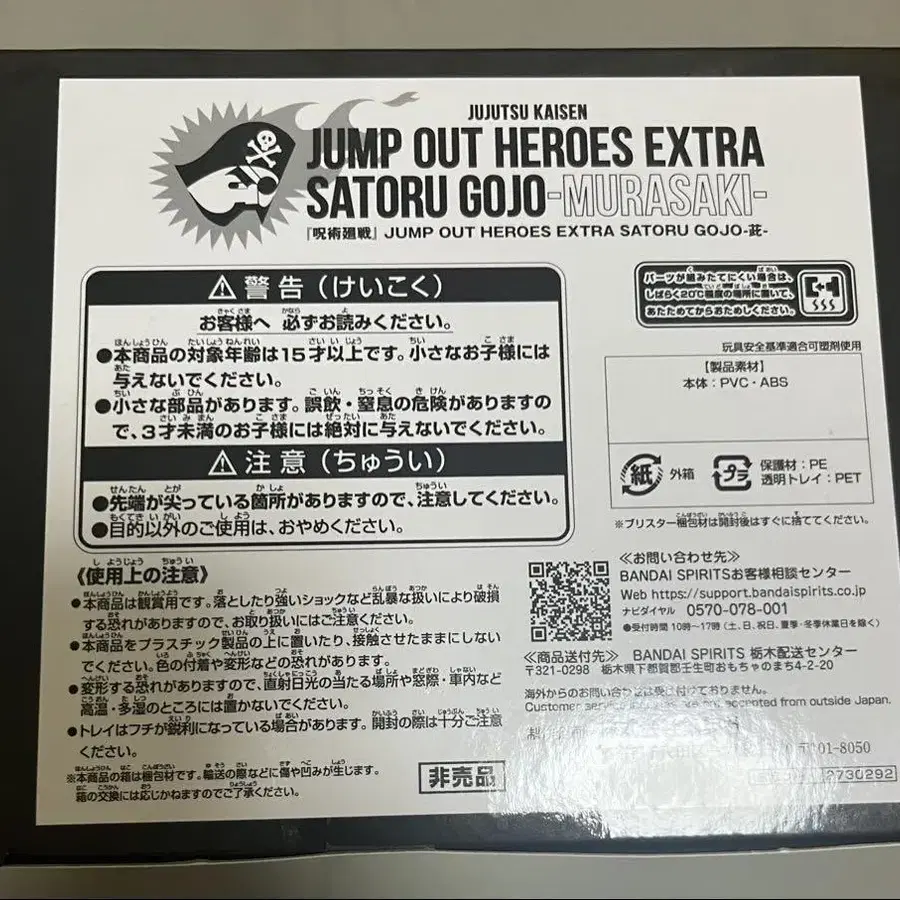 JUJUTSU KAISEN
JUMP OUT HEROES EXTRA
SATORU GOJO-MURASAKI-
『呪術廻戦』 JUMP OUT HEROES EXTRA SATORU GOJO-茈-
警告（けいこく）
お客様へ 必ずお読みください。
●本商品の対象年齢は15才以上です。小さなお子様には
与えないでください。
●小さな部品があります。誤飲・窒息の危険がありますの
で、3才未満のお子様には絶対に与えないでください。
注意（ちゅうい）
●先端が尖っている箇所がありますので、注意してください。
●目的以外のご使用は、おやめください。
《使用上の注意》
●本商品は観賞用です。落としたり強いショックなど乱暴な扱いにより破損
する恐れがありますので、お取り扱いにはご注意ください。
●本商品をプラスチック製品の上に置いたり、接触させたままにしない
でください。色の付着や変形などの恐れがあります。
●変形する恐れがありますので、直射日光の当たる場所や窓際・車内など
高温・多湿のところには置かないでください。
●トレイはフチが鋭利になっている場合があります。開封の際は十分ご注意
ください。
※本商品の箱は梱包材です。輸送の際などに傷や凹みが生じます。
箱の交換には応じかねますのでご了承ください。
非売品
パーツが組みたてにくい場合は、
しばらく20℃程度の場所に置いて、
あたためてからおためしください。
玩具安全基準適合可塑剤使用
【製品素材】
本体：PVC・ABS
紙 外箱
プラ 保護材：PE
透明トレイ：PET
※ブリスター梱包材は開封後はすぐに捨ててください。
≪お問い合わせ先≫
BANDAI SPIRITSお客様相談センター
Web https://support.bandaispirits.co.jp
ナビダイヤル 0570-078-001
●受付時間 10時～17時（土、日、祝日、夏季・冬季休業日を除く）
≪商品送付先≫ BANDAI SPIRITS 栃木配送センター
〒321-0298 栃木県下都賀郡壬生町おもちゃのまち4-2-20
海外からのお問い合わせは受け付けておりません。
Customer service not accepted from outside Japan.
01-8050
2730292